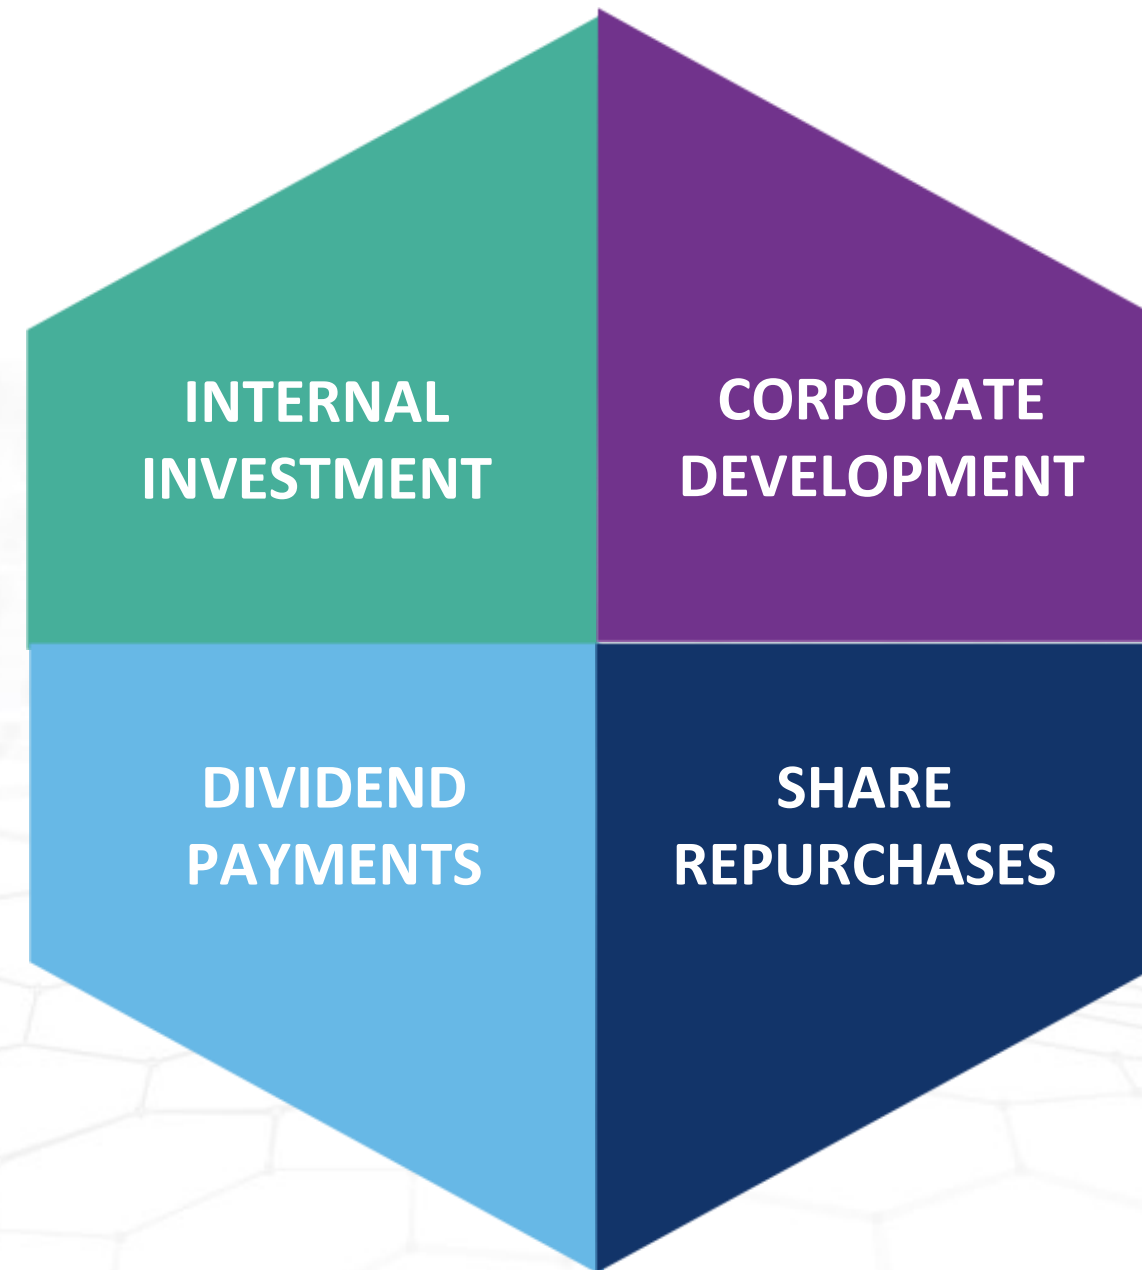 INTERNAL
INVESTMENT
CORPORATE
DEVELOPMENT
DIVIDEND
PAYMENTS
SHARE
REPURCHASES